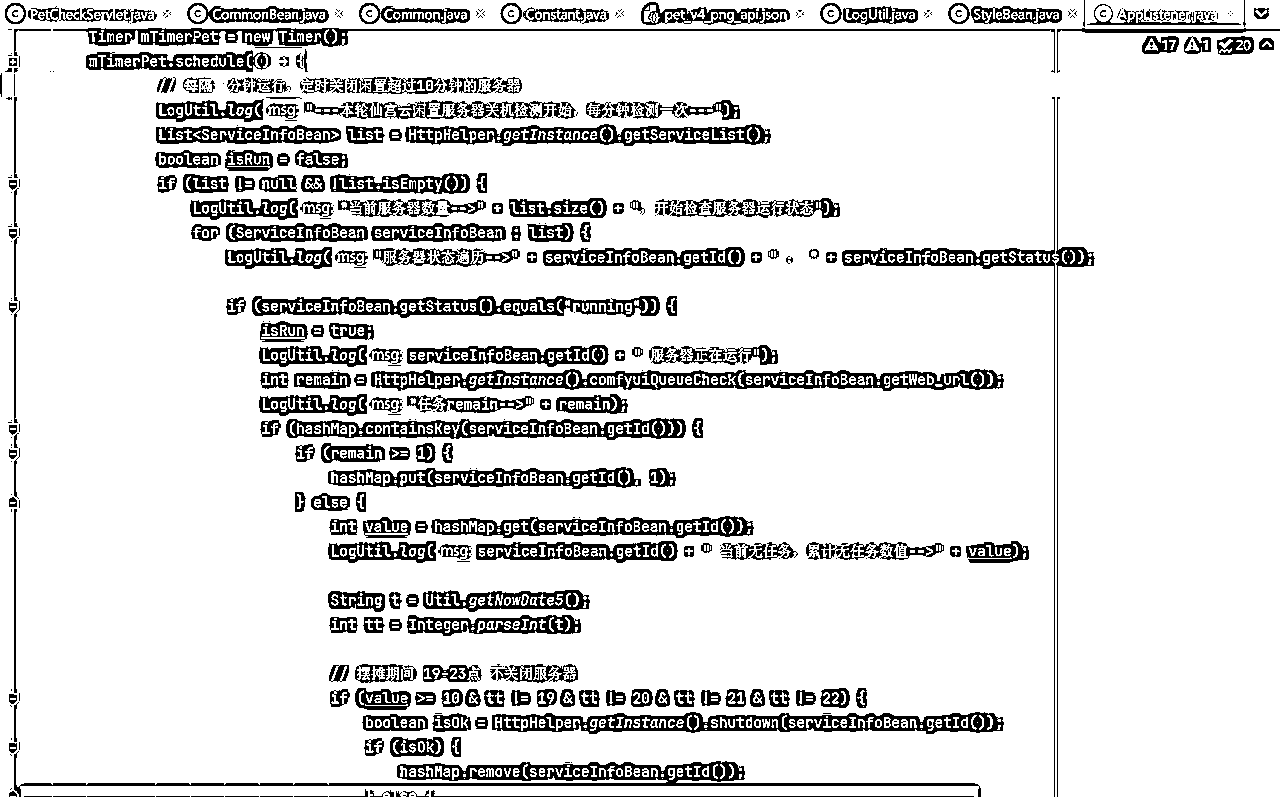 PetCheckServlet.java CommonBean.java Common.java Constant.java pet_v4_png_api.json LogUtil.java StyleBean.java AppListener.java
17 1 20
Timer mTimerPet = new Timer();
mTimerPet.schedule(() → {
// 每隔一分钟运行，定时关闭闲置超过10分钟的服务器
LogUtil.log( msg: "---本轮仙宫云闲置服务器关机检测开始，每分钟检测一次---");
List<ServiceInfoBean> list = HttpHelper.getInstance().getServiceList();
boolean isRun = false;
if (list != null && !list.isEmpty()) {
LogUtil.log( msg: "当前服务器数量-->" + list.size() + "，开始检查服务器运行状态");
for (ServiceInfoBean serviceInfoBean : list) {
LogUtil.log( msg: "服务器状态遍历-->" + serviceInfoBean.getId() + " 。 " + serviceInfoBean.getStatus());
if (serviceInfoBean.getStatus().equals("running")) {
isRun = true;
LogUtil.log( msg: serviceInfoBean.getId() + " 服务器正在运行");
int remain = HttpHelper.getInstance().comfyuiQueueCheck(serviceInfoBean.getWeb_url());
LogUtil.log( msg: "任务remain-->" + remain);
if (hashMap.containsKey(serviceInfoBean.getId())) {
if (remain >= 1) {
hashMap.put(serviceInfoBean.getId(), 1);
} else {
int value = hashMap.get(serviceInfoBean.getId());
LogUtil.log( msg: serviceInfoBean.getId() + " 当前无任务，累计无任务数值-->" + value);
String t = Util.getNowDate5();
int tt = Integer.parseInt(t);
// 摆摊期间 19-23点 不关闭服务器
if (value >= 10 & tt != 19 & tt != 20 & tt != 21 & tt != 22) {
boolean isOk = HttpHelper.getInstance().shutdown(serviceInfoBean.getId());
if (isOk) {
hashMap.remove(serviceInfoBean.getId());